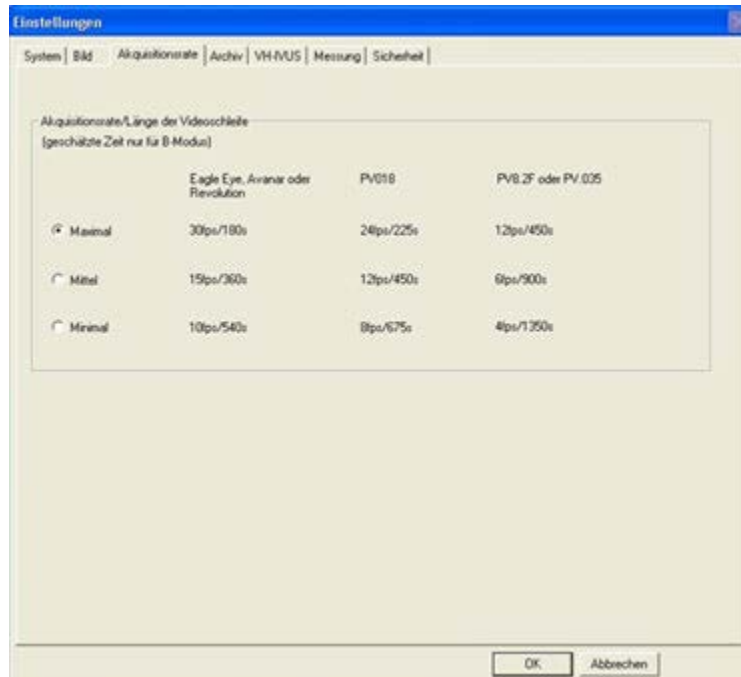 Einstellungen
System Bild Akquisitionsrate Archiv VH-IVUS Messung Sicherheit
Akquisitionsrate/Länge der Videoschleife
(geschätzte Zeit nur für B-Modus)
Eagle Eye, Avanar oder Revolution PV018 PV8.2F oder PV.035
Maximal 30fps/180s 24fps/225s 12fps/450s
Mittel 15fps/360s 12fps/450s 6fps/900s
Minimal 10fps/540s 8fps/675s 4fps/1350s
OK Abbrechen